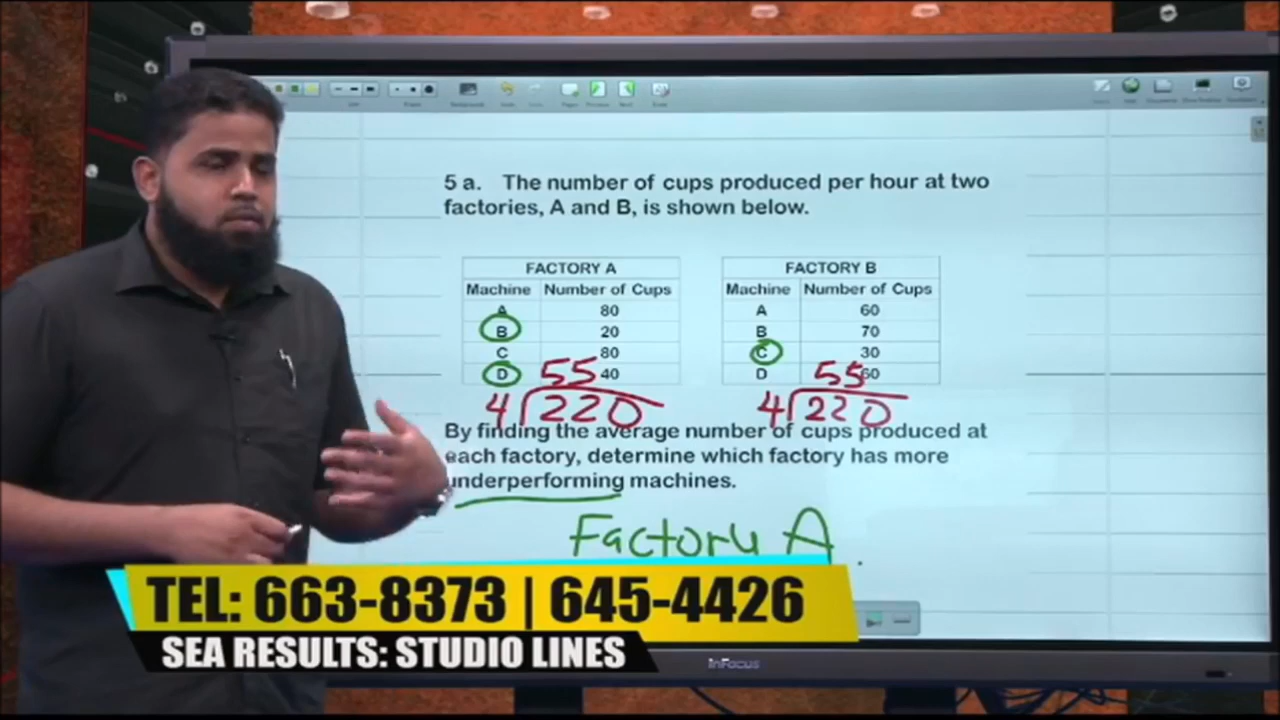 5 a. The number of cups produced per hour at two
factories, A and B, is shown below.
FACTORY A
Machine Number of Cups
A 80
B 20
C 80
D 40
55
4 220
FACTORY B
Machine Number of Cups
A 60
B 70
C 30
D 60
55
4 220
By finding the average number of cups produced at
each factory, determine which factory has more
underperforming machines.
Factory A
TEL: 663-8373 | 645-4426
SEA RESULTS: STUDIO LINES
InFocus